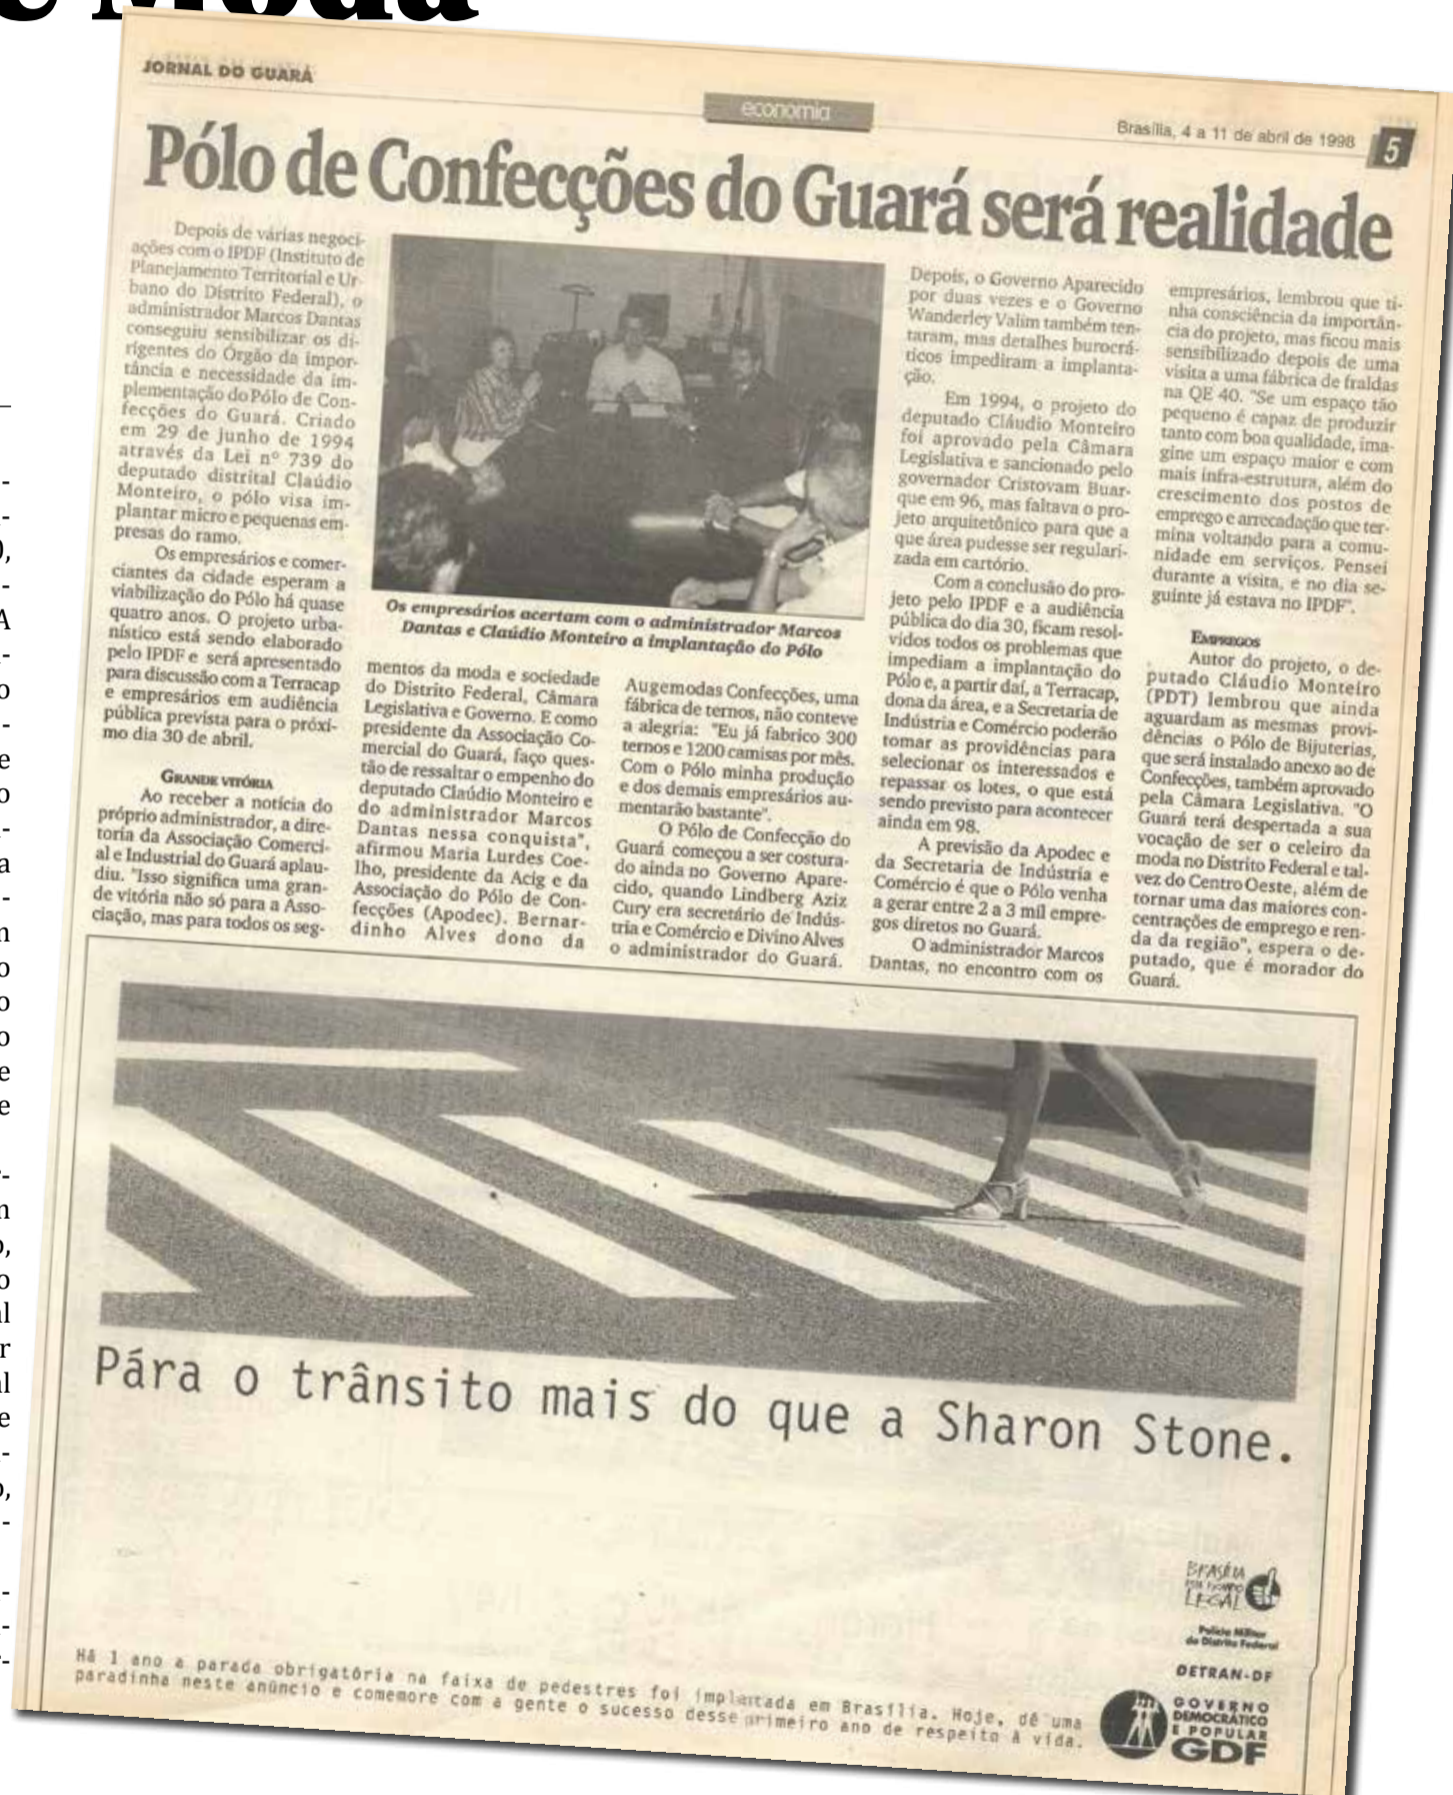 e Moda
JORNAL DO GUARÁ
economia
Brasília, 4 a 11 de abril de 1998
5
Pólo de Confecções do Guará será realidade
Depois de várias negoci-
ações com o IPDF (Instituto de
Planejamento Territorial e Ur-
bano do Distrito Federal), o
administrador Marcos Dantas
conseguiu sensibilizar os di-
rigentes do Órgão da impor-
tância e necessidade da im-
plementação do Pólo de Con-
fecções do Guará. Criado
em 29 de junho de 1994
através da Lei nº 739 do
deputado distrital Claúdio
Monteiro, o pólo visa im-
plantar micro e pequenas em-
presas do ramo.
Os empresários e comer-
ciantes da cidade esperam a
viabilização do Pólo há quase
quatro anos. O projeto urba-
nístico está sendo elaborado
pelo IPDF e será apresentado
para discussão com a Terracap
e empresários em audiência
pública prevista para o próxi-
mo dia 30 de abril.
GRANDE VITÓRIA
Ao receber a notícia do
próprio administrador, a dire-
toria da Associação Comerci-
al e Industrial do Guará aplau-
diu. "Isso significa uma gran-
de vitória não só para a Asso-
ciação, mas para todos os seg-
Os empresários acertam com o administrador Marcos
Dantas e Claúdio Monteiro a implantação do Pólo
mentos da moda e sociedade
do Distrito Federal, Câmara
Legislativa e Governo. E como
presidente da Associação Co-
mercial do Guará, faço ques-
tão de ressaltar o empenho do
deputado Claúdio Monteiro e
do administrador Marcos
Dantas nessa conquista",
afirmou Maria Lurdes Coe-
lho, presidente da Acig e da
Associação do Pólo de Con-
fecções (Apodec). Bernar-
dinho Alves dono da
Augemodas Confecções, uma
fábrica de ternos, não conteve
a alegria: "Eu já fabrico 300
ternos e 1200 camisas por mês.
Com o Pólo minha produção
e dos demais empresários au-
mentarão bastante".
O Pólo de Confecção do
Guará começou a ser costura-
do ainda no Governo Apare-
cido, quando Lindberg Aziz
Cury era secretário de Indús-
tria e Comércio e Divino Alves
o administrador do Guará.
Depois, o Governo Aparecido
por duas vezes e o Governo
Wanderley Valim também ten-
taram, mas detalhes burocrá-
ticos impediram a implanta-
ção.
Em 1994, o projeto do
deputado Cláudio Monteiro
foi aprovado pela Câmara
Legislativa e sancionado pelo
governador Cristovam Buar-
que em 96, mas faltava o pro-
jeto arquitetônico para que a
que área pudesse ser regulari-
zada em cartório.
Com a conclusão do pro-
jeto pelo IPDF e a audiência
pública do dia 30, ficam resol-
vidos todos os problemas que
impediam a implantação do
Pólo e, a partir daí, a Terracap,
dona da área, e a Secretaria de
Indústria e Comércio poderão
tomar as providências para
selecionar os interessados e
repassar os lotes, o que está
sendo previsto para acontecer
ainda em 98.
A previsão da Apodec e
da Secretaria de Indústria e
Comércio é que o Pólo venha
a gerar entre 2 a 3 mil empre-
gos diretos no Guará.
O administrador Marcos
Dantas, no encontro com os
empresários, lembrou que ti-
nha consciência da importân-
cia do projeto, mas ficou mais
sensibilizado depois de uma
visita a uma fábrica de fraldas
na QE 40. "Se um espaço tão
pequeno é capaz de produzir
tanto com boa qualidade, ima-
gine um espaço maior e com
mais infra-estrutura, além do
crescimento dos postos de
emprego e arrecadação que ter-
mina voltando para a comu-
nidade em serviços. Pensei
durante a visita, e no dia se-
guinte já estava no IPDF".
EMPREGOS
Autor do projeto, o de-
putado Cláudio Monteiro
(PDT) lembrou que ainda
aguardam as mesmas provi-
dências o Pólo de Bijuterias,
que será instalado anexo ao de
Confecções, também aprovado
pela Câmara Legislativa. "O
Guará terá despertada a sua
vocação de ser o celeiro da
moda no Distrito Federal e tal-
vez do Centro Oeste, além de
tornar uma das maiores con-
centrações de emprego e ren-
da da região", espera o de-
putado, que é morador do
Guará.
Pára o trânsito mais do que a Sharon Stone.
BRASÍLIA
LEGAL
Polícia Militar
do Distrito Federal
DETRAN-DF
GOVERNO
DEMOCRÁTICO
E POPULAR
GDF
Há 1 ano a parada obrigatória na faixa de pedestres foi implantada em Brasília. Hoje, dê uma
paradinha neste anúncio e comemore com a gente o sucesso desse primeiro ano de respeito à vida.